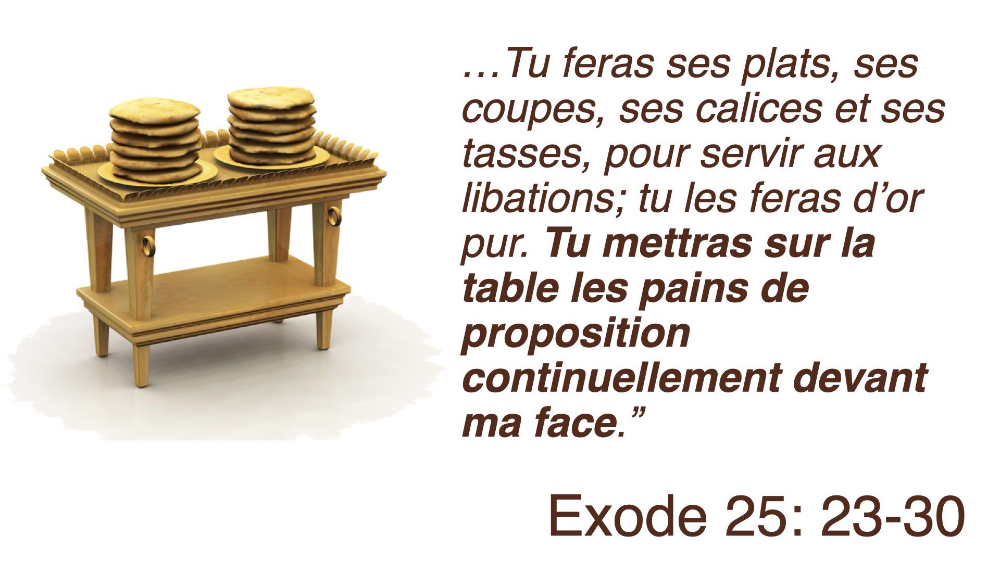 …Tu feras ses plats, ses
coupes, ses calices et ses
tasses, pour servir aux
libations; tu les feras d’or
pur. Tu mettras sur la
table les pains de
proposition
continuellement devant
ma face.”
Exode 25: 23-30